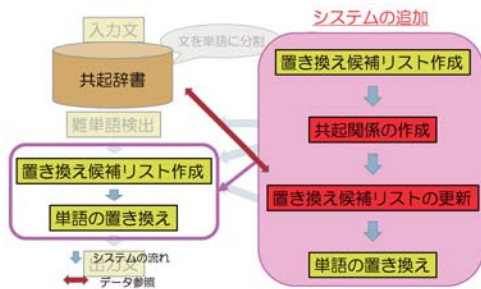 システムの追加
入力文
文を単語に分割
共起辞書
難単語検出
置き換え候補リスト作成
単語の置き換え
出力文
システムの流れ
データ参照
置き換え候補リスト作成
共起関係の作成
置き換え候補リストの更新
単語の置き換え